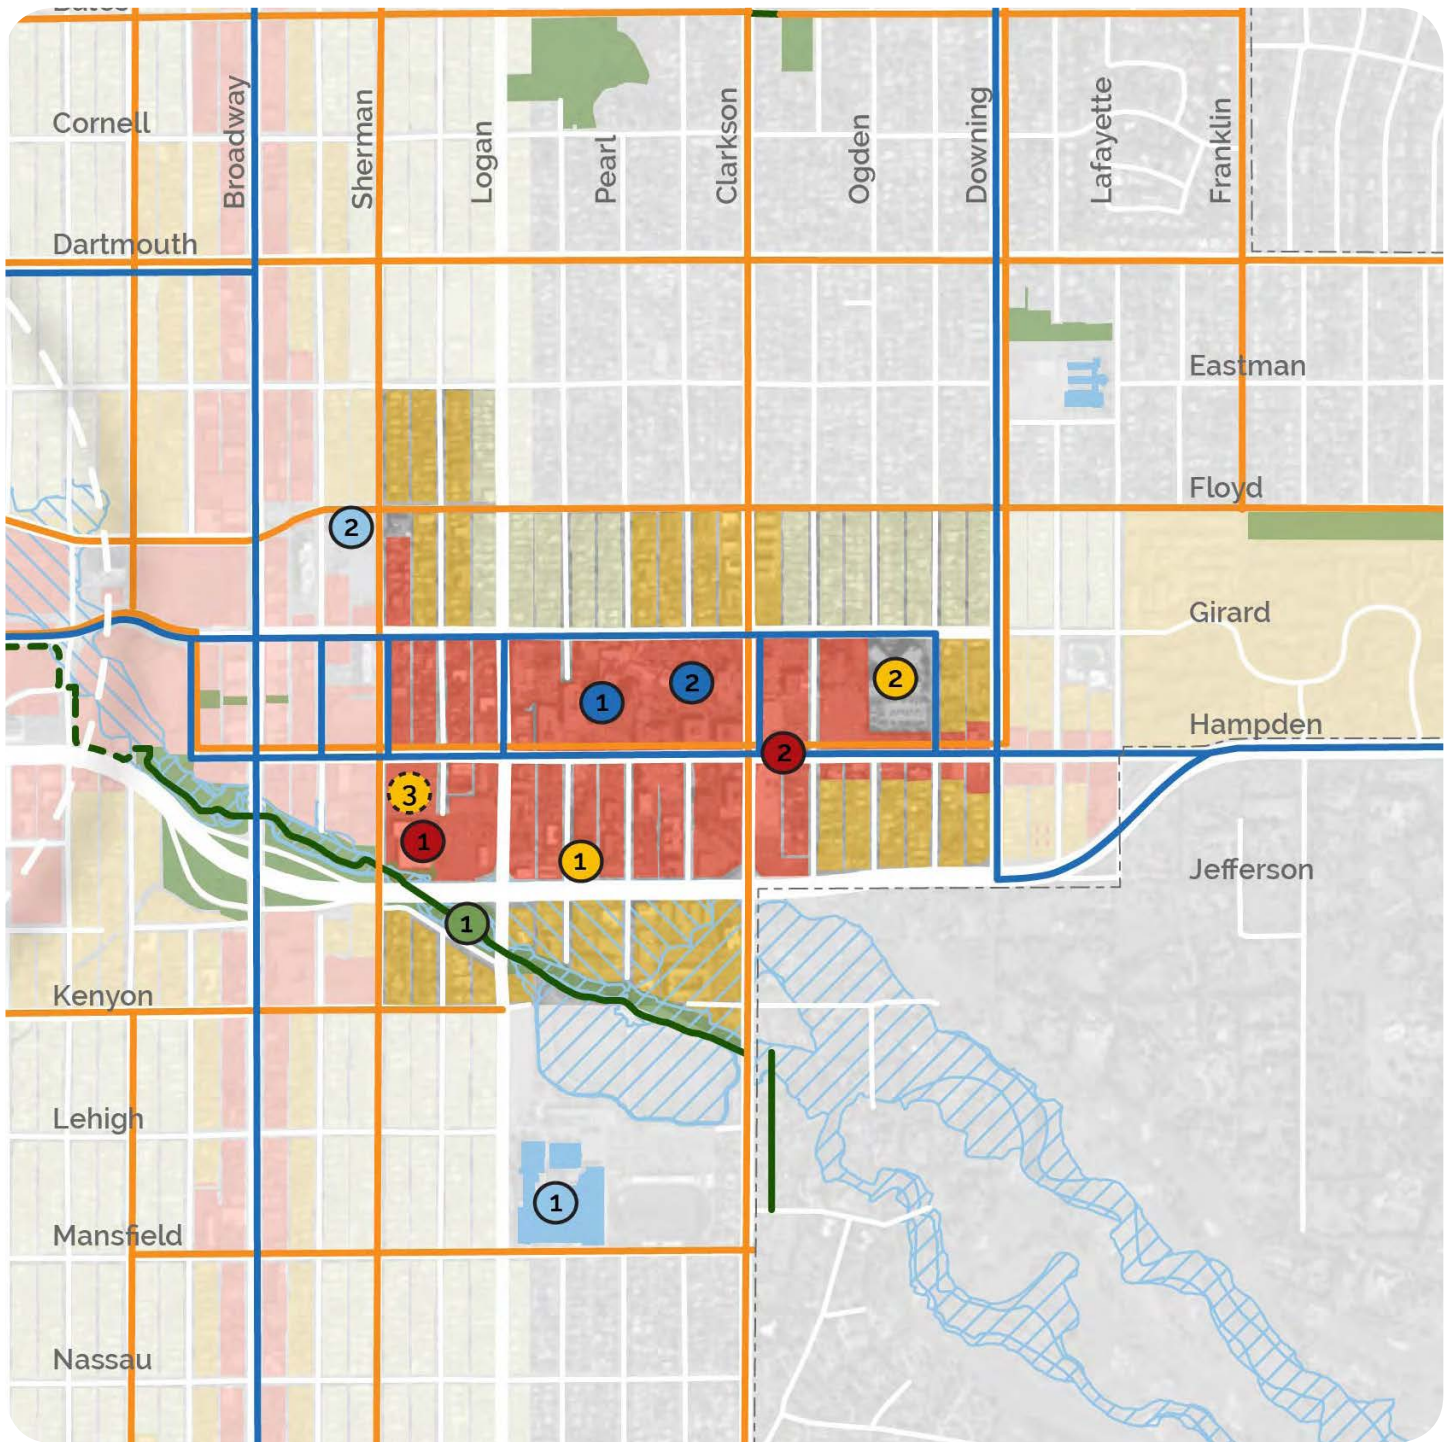 Cornell
Broadway
Sherman
Logan
Pearl
Clarkson
Ogden
Downing
Lafayette
Franklin
Dartmouth
Eastman
Floyd
2
Girard
1
2
2
Hampden
2
3
1
1
Jefferson
1
Kenyon
Lehigh
1
Mansfield
Nassau